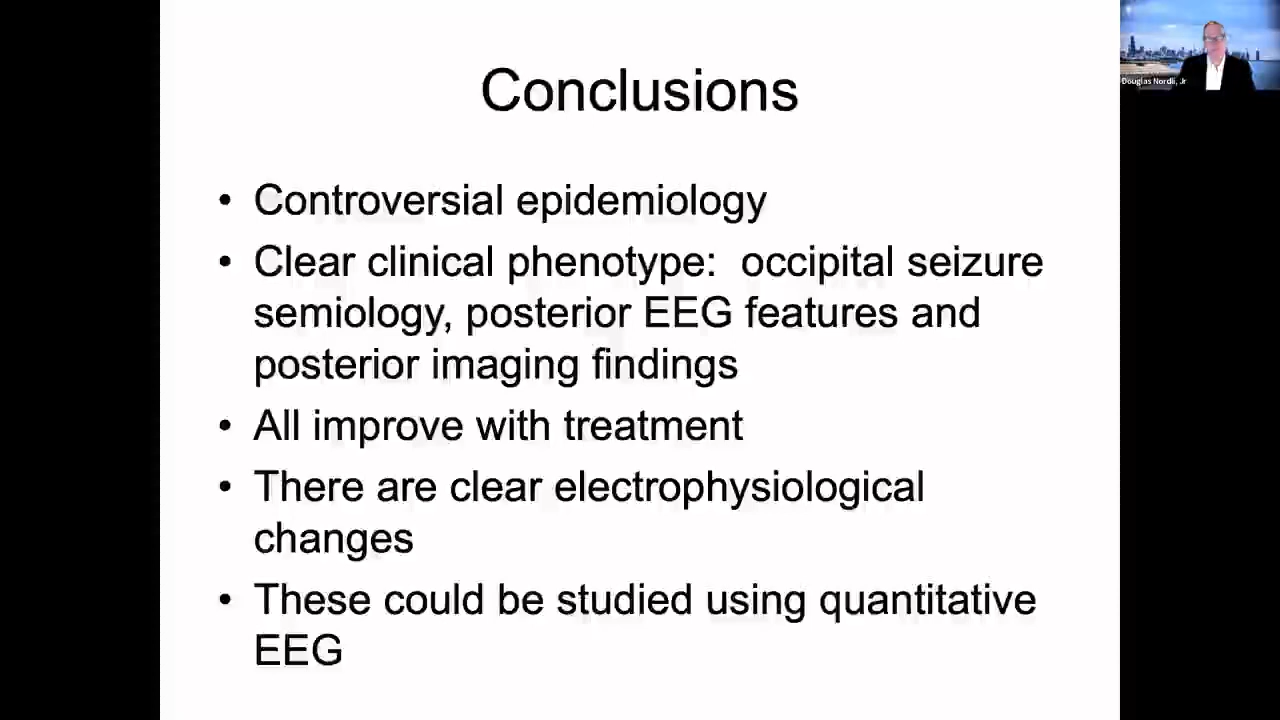 Conclusions
• Controversial epidemiology
• Clear clinical phenotype: occipital seizure
semiology, posterior EEG features and
posterior imaging findings
• All improve with treatment
• There are clear electrophysiological
changes
• These could be studied using quantitative
EEG
Douglas Nordli, Jr